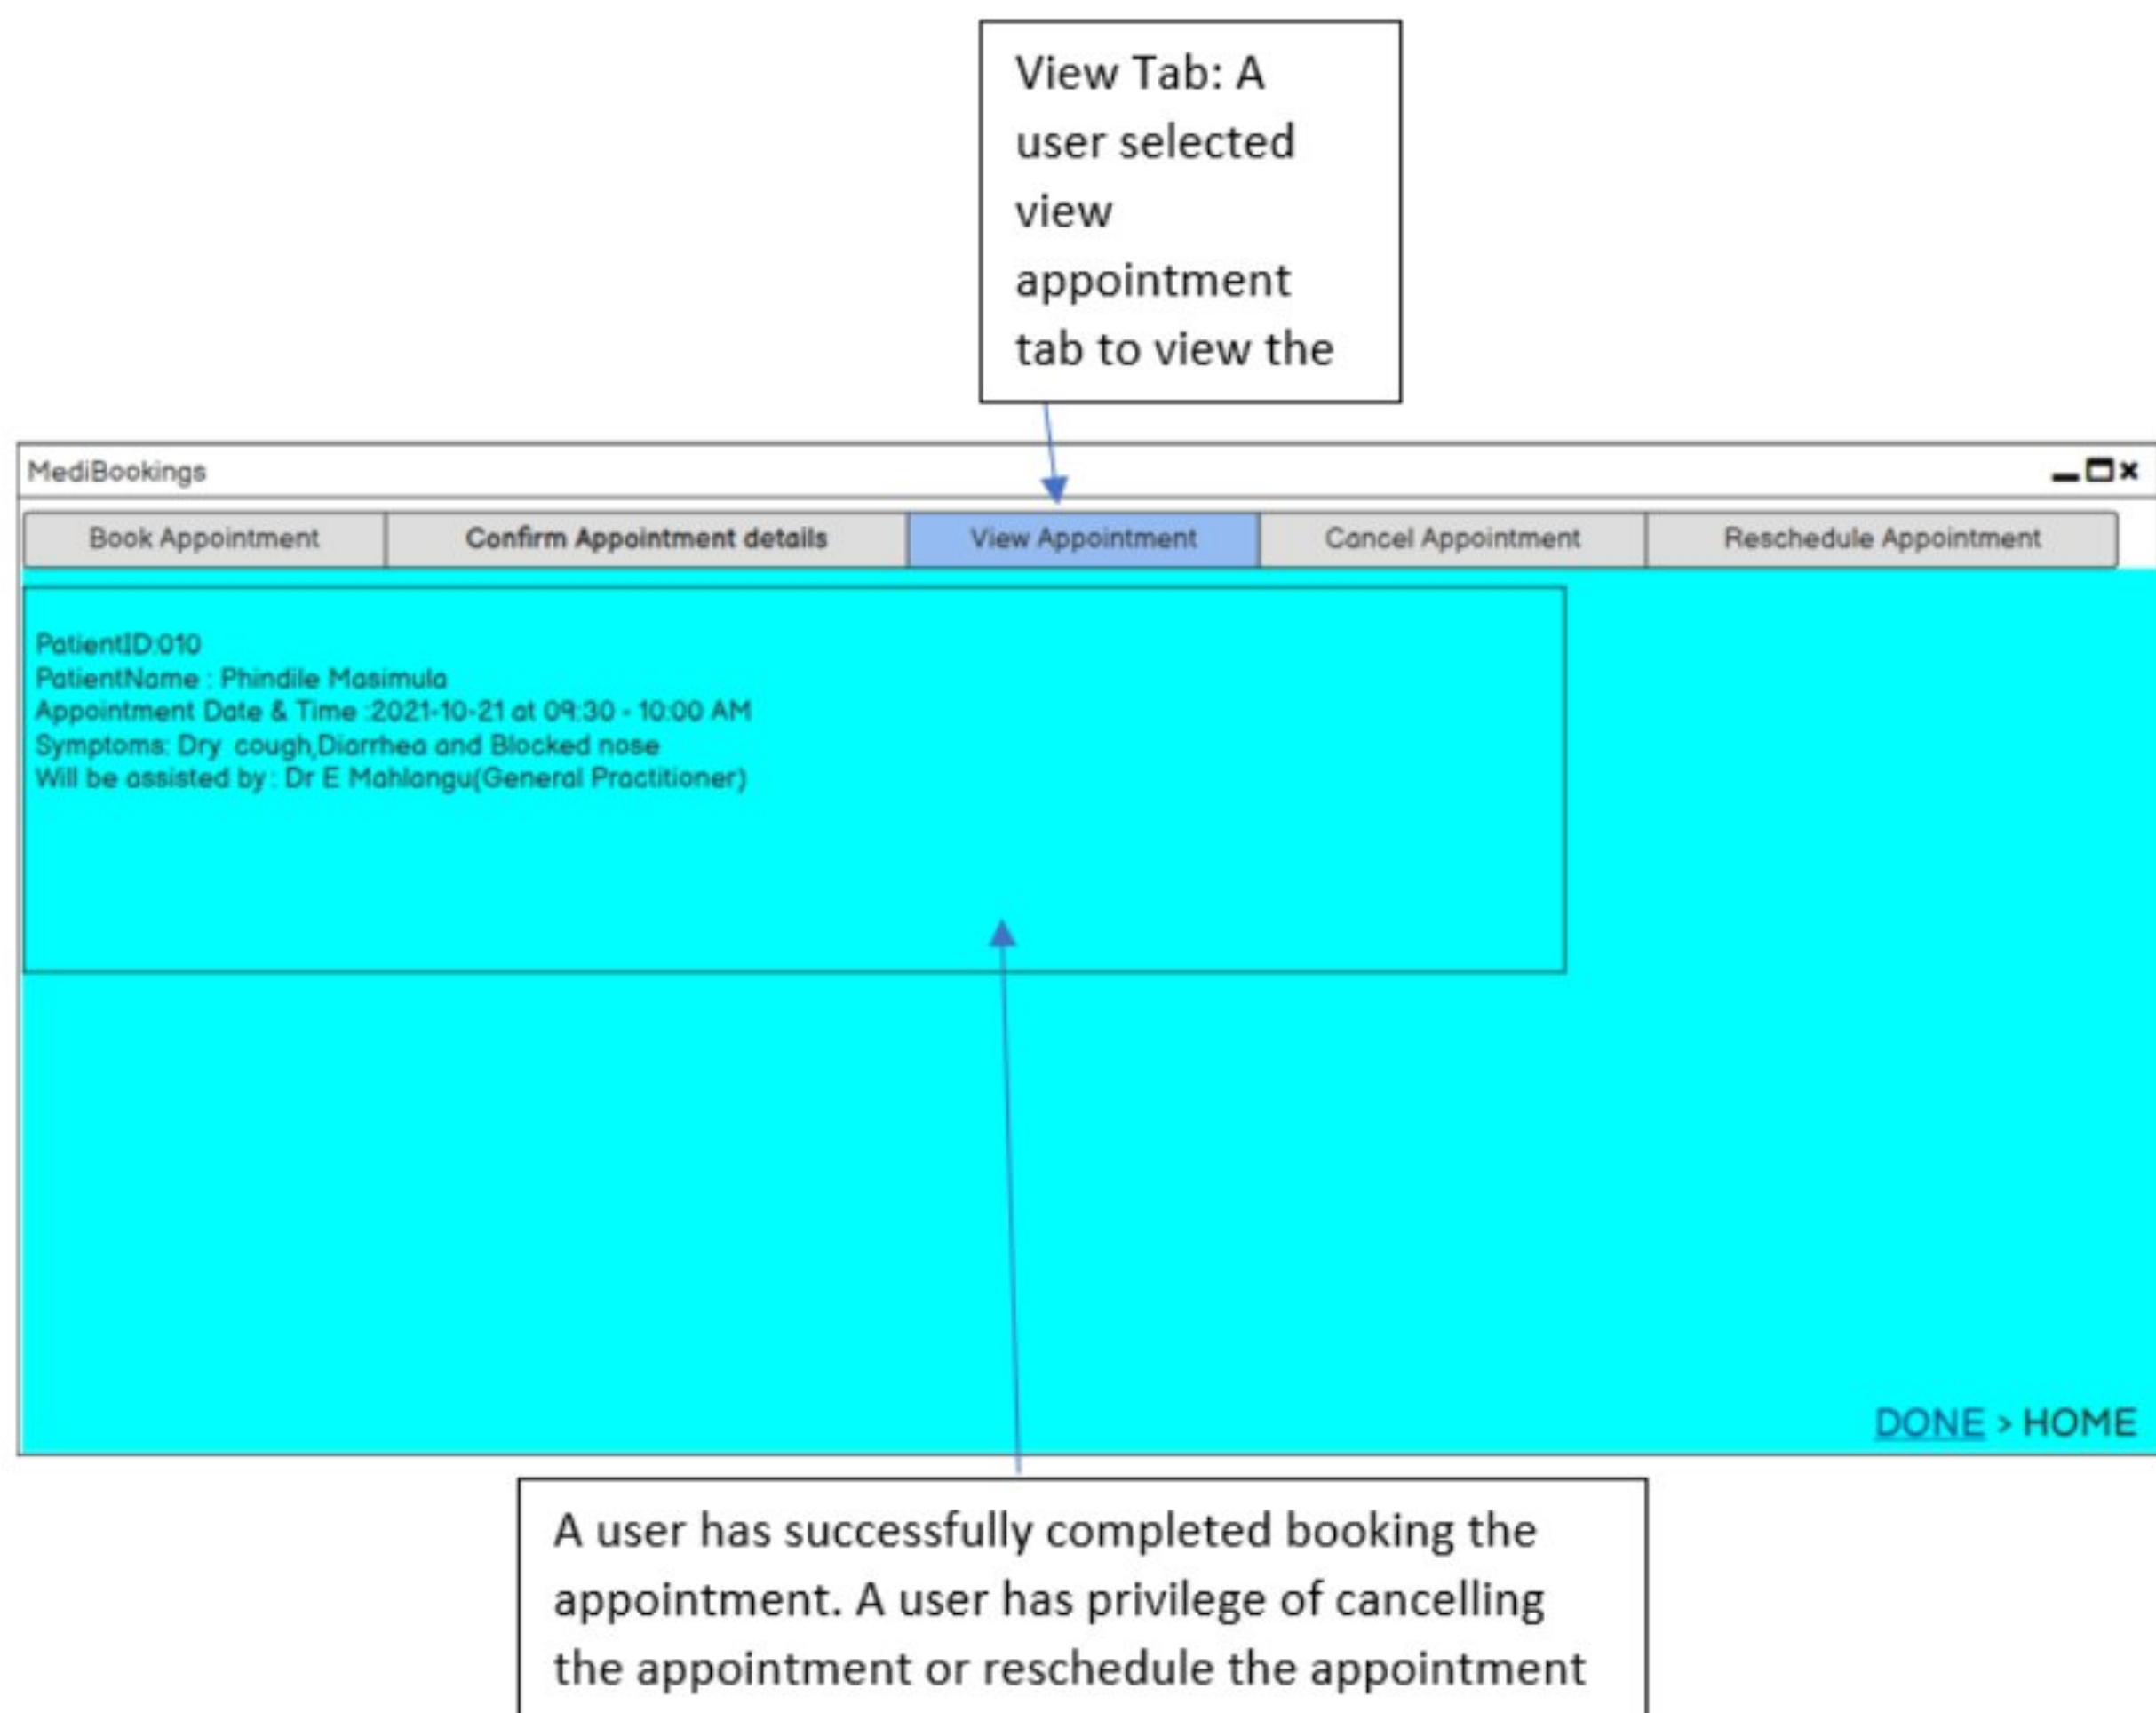 View Tab: A
user selected
view
appointment
tab to view the
MediBookings
Book Appointment Confirm Appointment details View Appointment Cancel Appointment Reschedule Appointment
PatientID:010
PatientName : Phindile Masimula
Appointment Date & Time :2021-10-21 at 09:30 - 10:00 AM
Symptoms: Dry cough,Diarrhea and Blocked nose
Will be assisted by : Dr E Mahlangu(General Practitioner)
DONE > HOME
A user has successfully completed booking the
appointment. A user has privilege of cancelling
the appointment or reschedule the appointment